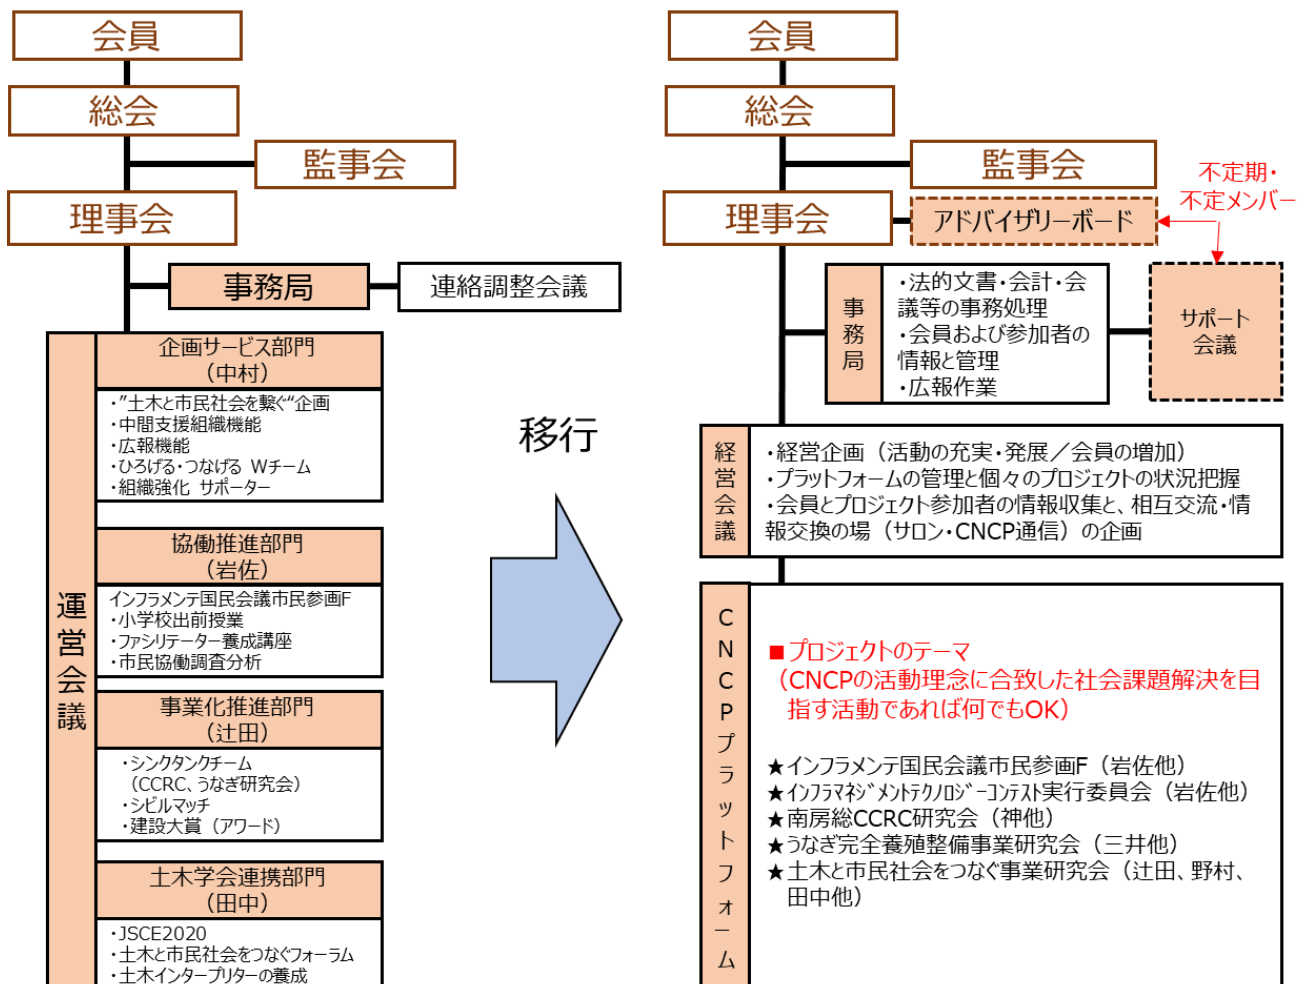 会員
総会
監事会
理事会
事務局
連絡調整会議
運営会議
企画サービス部門
（中村）
・”土木と市民社会を繋ぐ“企画
・中間支援組織機能
・広報機能
・ひろげる・つなげる Wチーム
・組織強化 サポーター
協働推進部門
（岩佐）
インフラメンテ国民会議市民参画F
・小学校出前授業
・ファシリテーター養成講座
・市民協働調査分析
事業化推進部門
（辻田）
・シンクタンクチーム
（CCRC、うなぎ研究会）
・シビルマッチ
・建設大賞（アワード）
土木学会連携部門
（田中）
・JSCE2020
・土木と市民社会をつなぐフォーラム
・土木インタープリターの養成
移行
会員
総会
監事会
理事会
アドバイザリーボード
不定期・
不定メンバー
事務局
・法的文書・会計・会
議等の事務処理
・会員および参加者の
情報と管理
・広報作業
サポート
会議
経営会議
・経営企画（活動の充実・発展／会員の増加）
・プラットフォームの管理と個々のプロジェクトの状況把握
・会員とプロジェクト参加者の情報収集と、相互交流・情
報交換の場（サロン・CNCP通信）の企画
CNCPプラットフォーム
■プロジェクトのテーマ
（CNCPの活動理念に合致した社会課題解決を目
指す活動であれば何でもOK）
★インフラメンテ国民会議市民参画F（岩佐他）
★インフラマネジメントテクノロジーコンテスト実行委員会（岩佐他）
★南房総CCRC研究会（神他）
★うなぎ完全養殖整備事業研究会（三井他）
★土木と市民社会をつなぐ事業研究会（辻田、野村、
田中他）